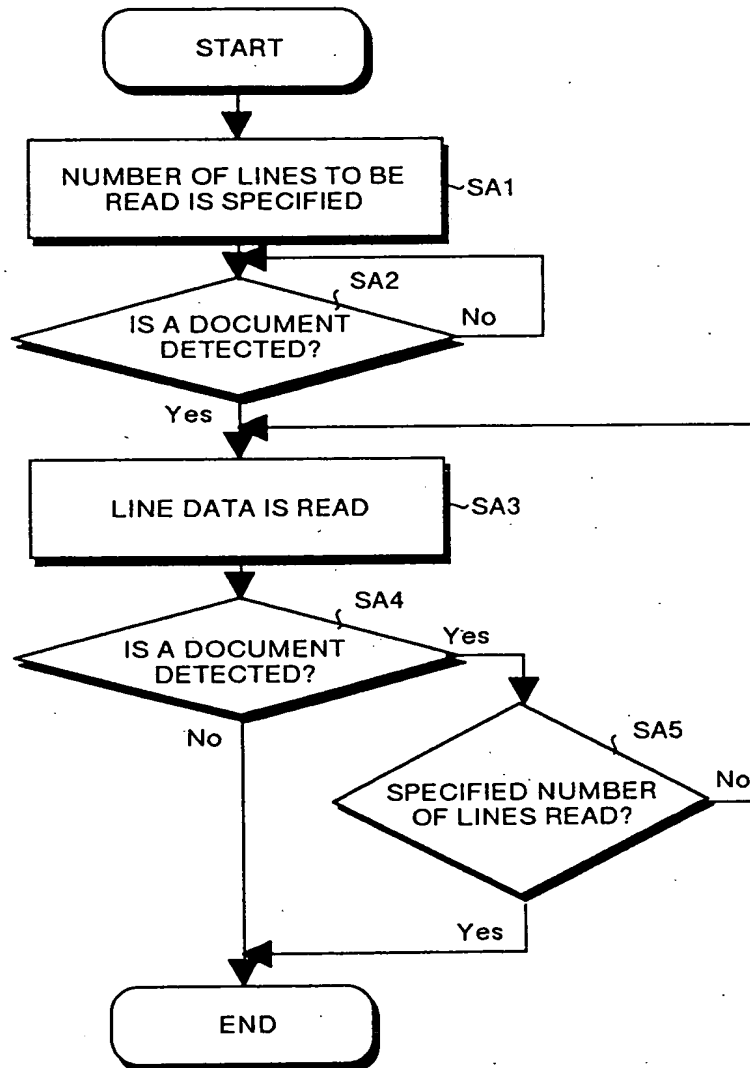 START
NUMBER OF LINES TO BE
READ IS SPECIFIED
SA1
SA2
IS A DOCUMENT
DETECTED?
No
Yes
LINE DATA IS READ
SA3
SA4
IS A DOCUMENT
DETECTED?
Yes
No
SA5
SPECIFIED NUMBER
OF LINES READ?
No
Yes
END